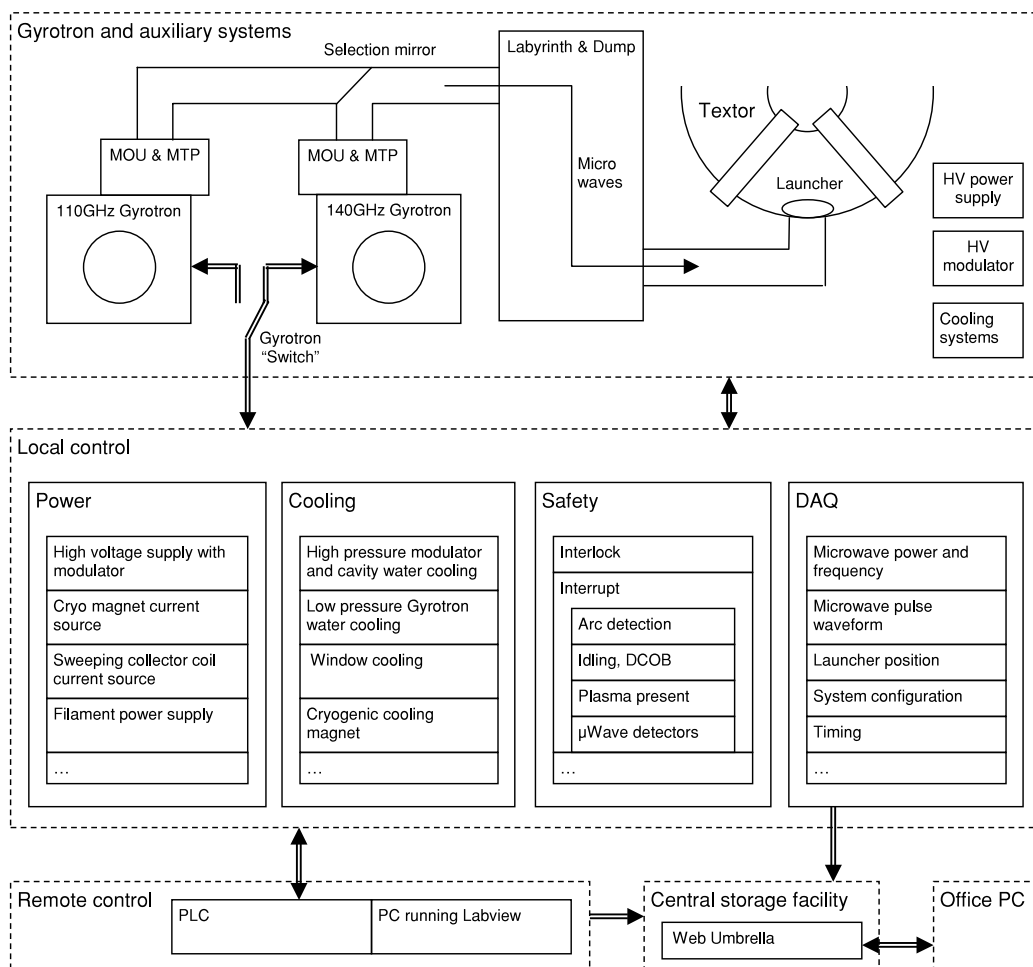 Gyrotron and auxiliary systems
Selection mirror
Labyrinth & Dump
Textor
MOU & MTP
MOU & MTP
Micro
waves
Launcher
HV power
supply
110GHz Gyrotron
140GHz Gyrotron
HV
modulator
Gyrotron
“Switch”
Cooling
systems
Local control
Power
High voltage supply with
modulator
Cryo magnet current
source
Sweeping collector coil
current source
Filament power supply
…
Cooling
High pressure modulator
and cavity water cooling
Low pressure Gyrotron
water cooling
Window cooling
Cryogenic cooling
magnet
…
Safety
Interlock
Interrupt
Arc detection
Idling, DCOB
Plasma present
µWave detectors
…
DAQ
Microwave power and
frequency
Microwave pulse
waveform
Launcher position
System configuration
Timing
…
Remote control
PLC
PC running Labview
Central storage facility
Web Umbrella
Office PC